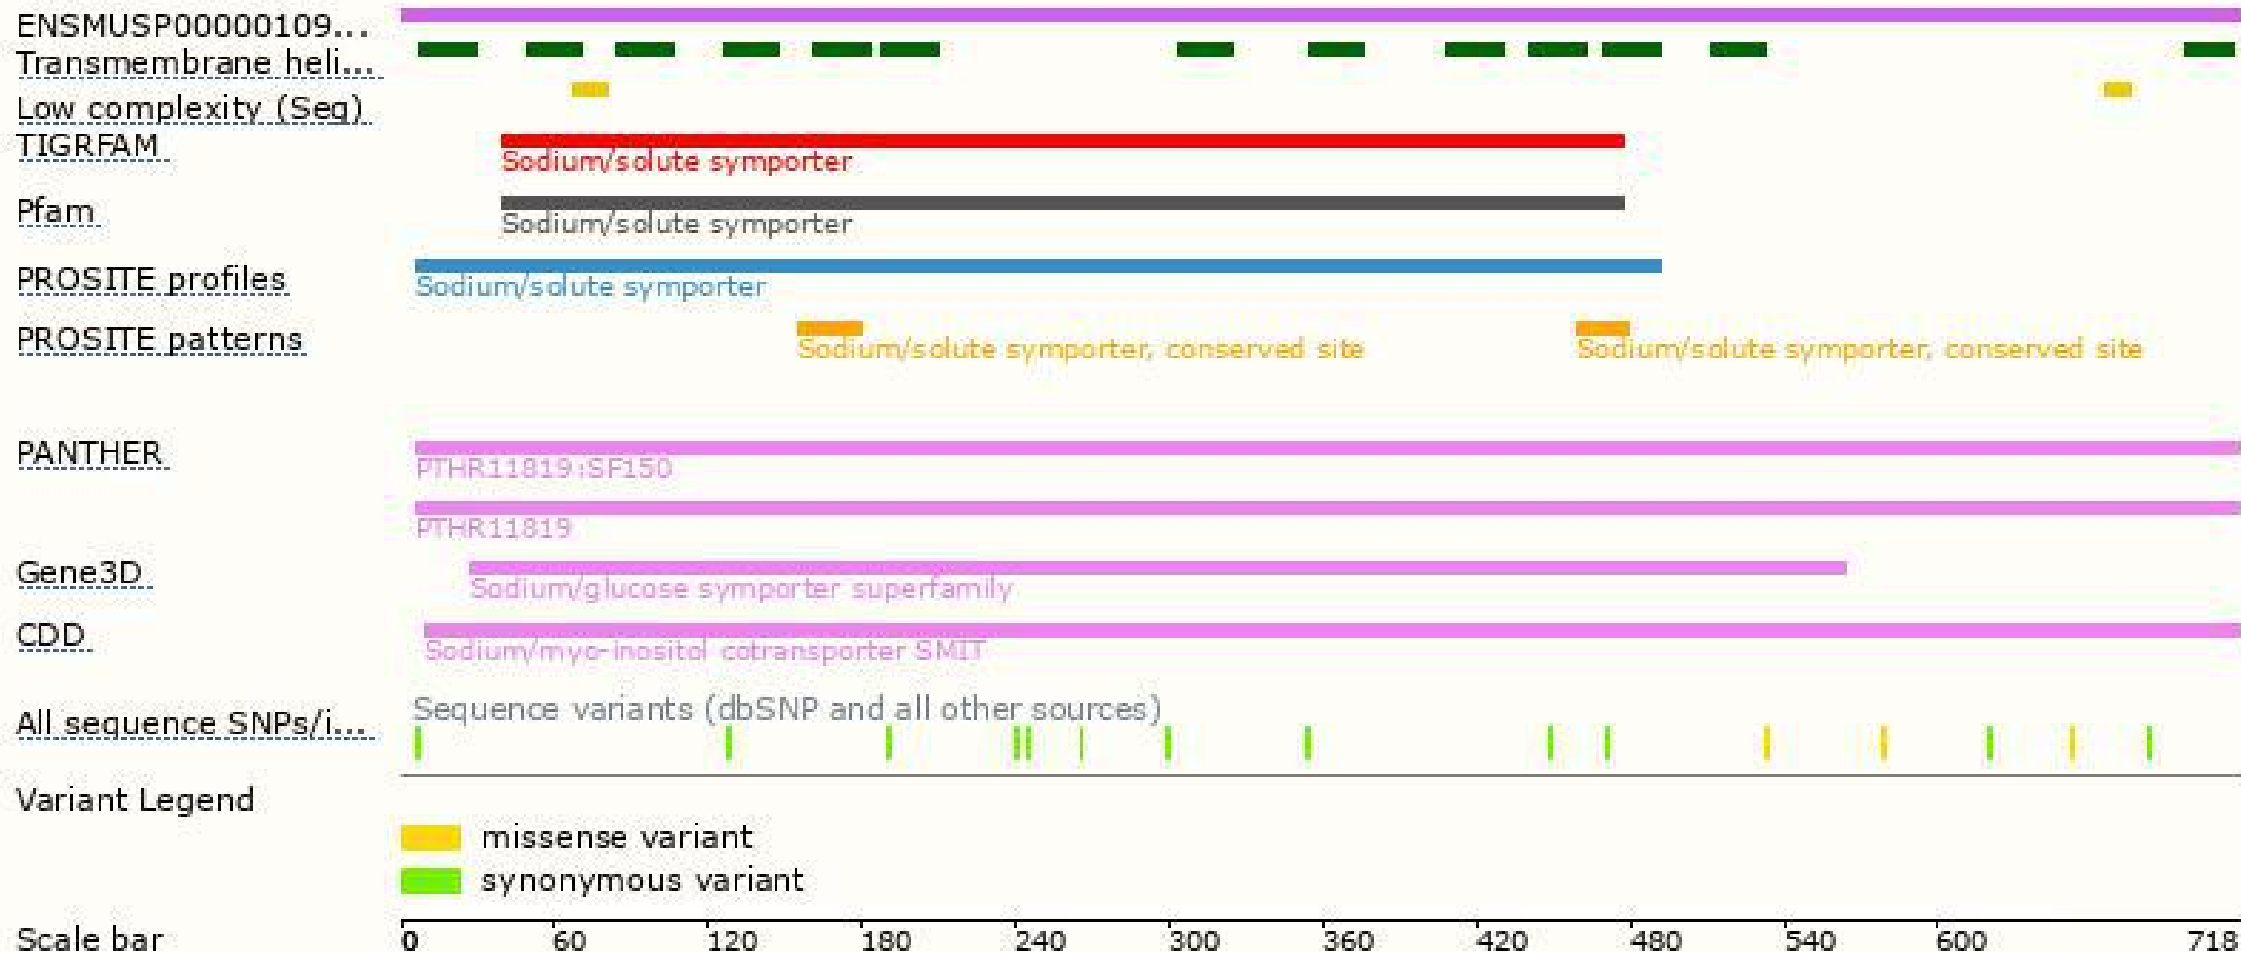 ENSMUSP00000109...
Transmembrane heli...
Low complexity (Seg)
TIGRFAM
Sodium/solute symporter
Pfam
Sodium/solute symporter
PROSITE profiles
Sodium/solute symporter
PROSITE patterns
Sodium/solute symporter, conserved site Sodium/solute symporter, conserved site
PANTHER
PTHR11819:SF150
PTHR11819
Gene3D
Sodium/glucose symporter superfamily
CDD
Sodium/myo-inositol cotransporter SMIT
Sequence variants (dbSNP and all other sources)
All sequence SNPs/i...
Variant Legend
missense variant
synonymous variant
Scale bar 0 60 120 180 240 300 360 420 480 540 600 718